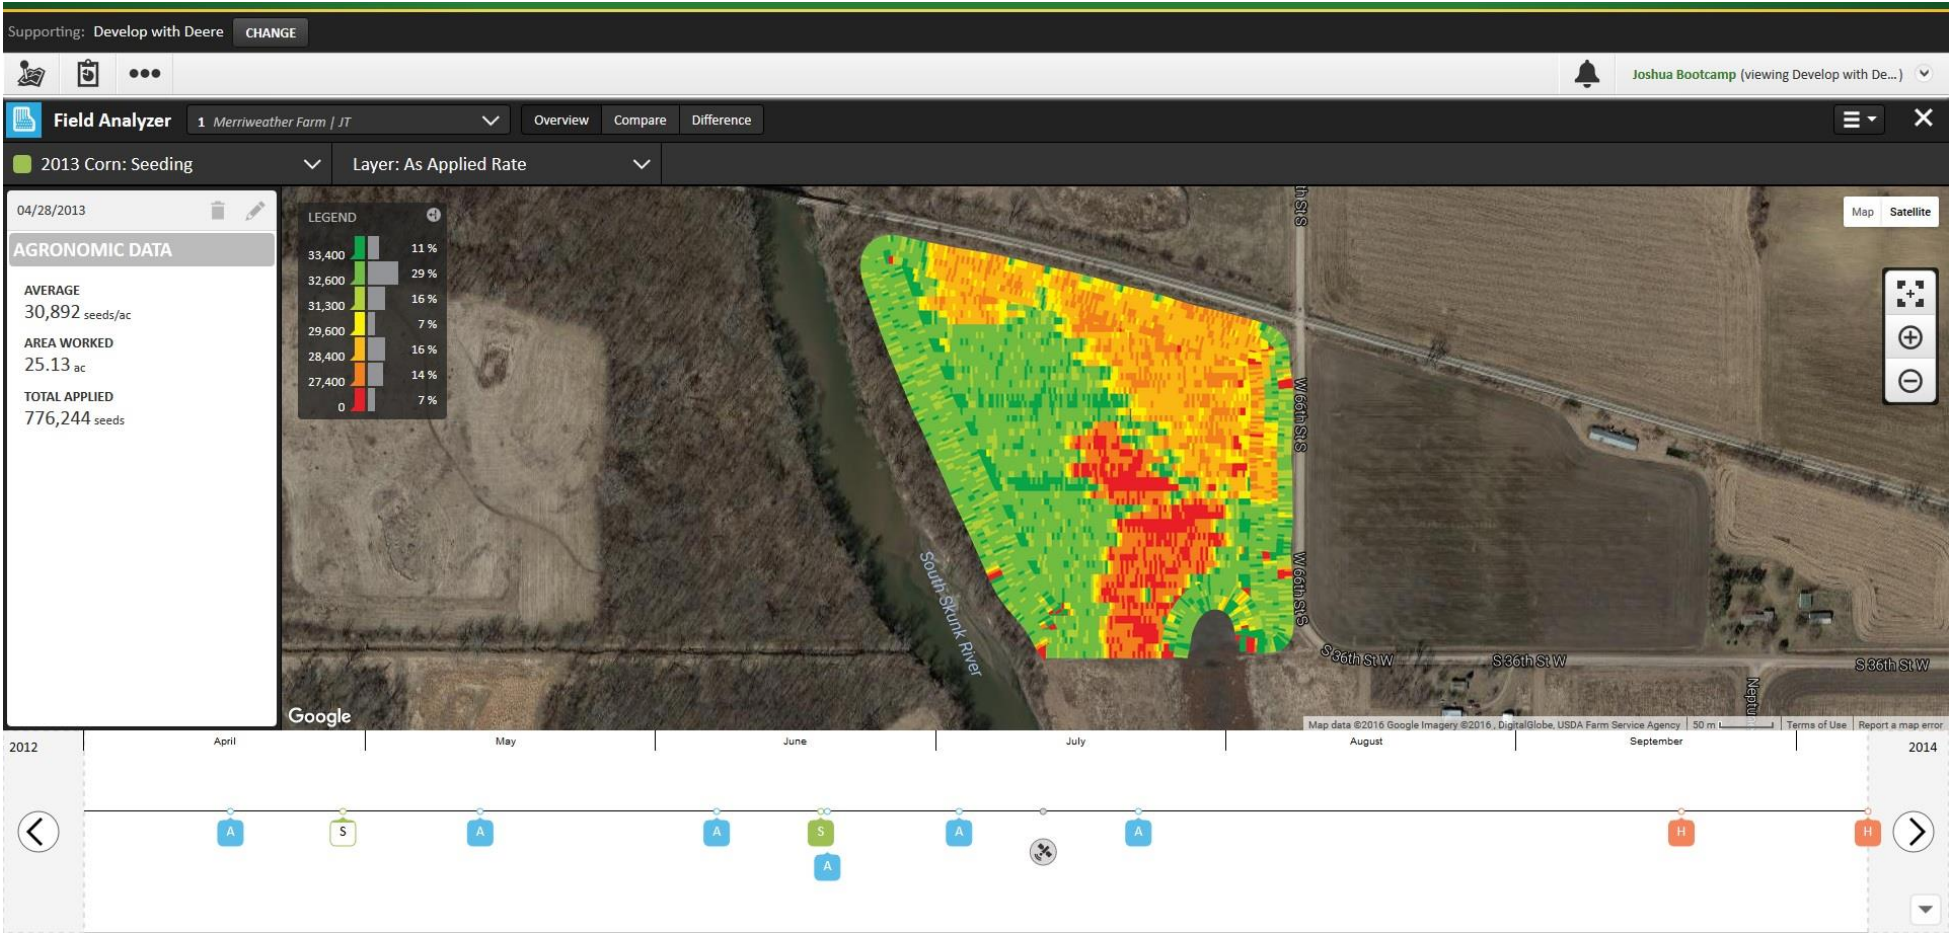 Supporting: Develop with Deere CHANGE
Joshua Bootcamp (viewing Develop with De...)
Field Analyzer 1 Merriweather Farm | JT Overview Compare Difference
2013 Corn: Seeding Layer: As Applied Rate
04/28/2013
AGRONOMIC DATA
AVERAGE
30,892 seeds/ac
AREA WORKED
25.13 ac
TOTAL APPLIED
776,244 seeds
LEGEND
11 %
33,400
29 %
32,600
16 %
31,300
7 %
29,600
16 %
28,400
14 %
27,400
7 %
0
Map Satellite
th St S
W 66th St S
W 66th St S
South Skunk River
S 36th St W
S 36th St W
S 36th St W
Neptu
Google
Map data ©2016 Google Imagery ©2016 , DigitalGlobe, USDA Farm Service Agency 50 m Terms of Use Report a map error
2012 April May June July August September 2014
A S A A S A A H H
A